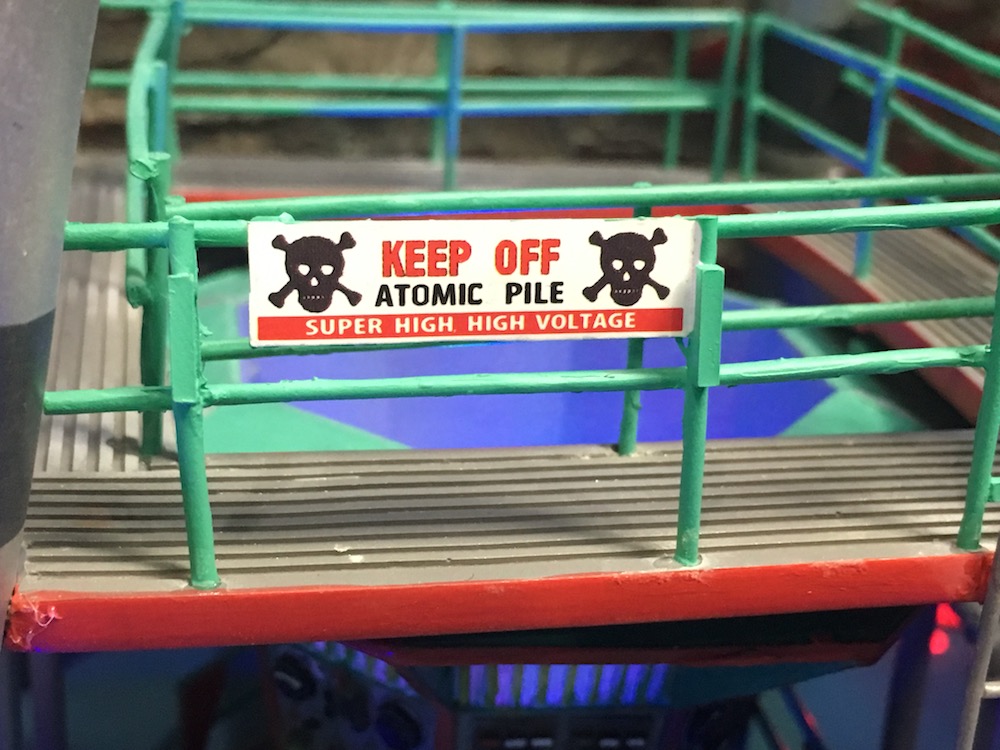 KEEP OFF
ATOMIC PILE
SUPER HIGH HIGH VOLTAGE